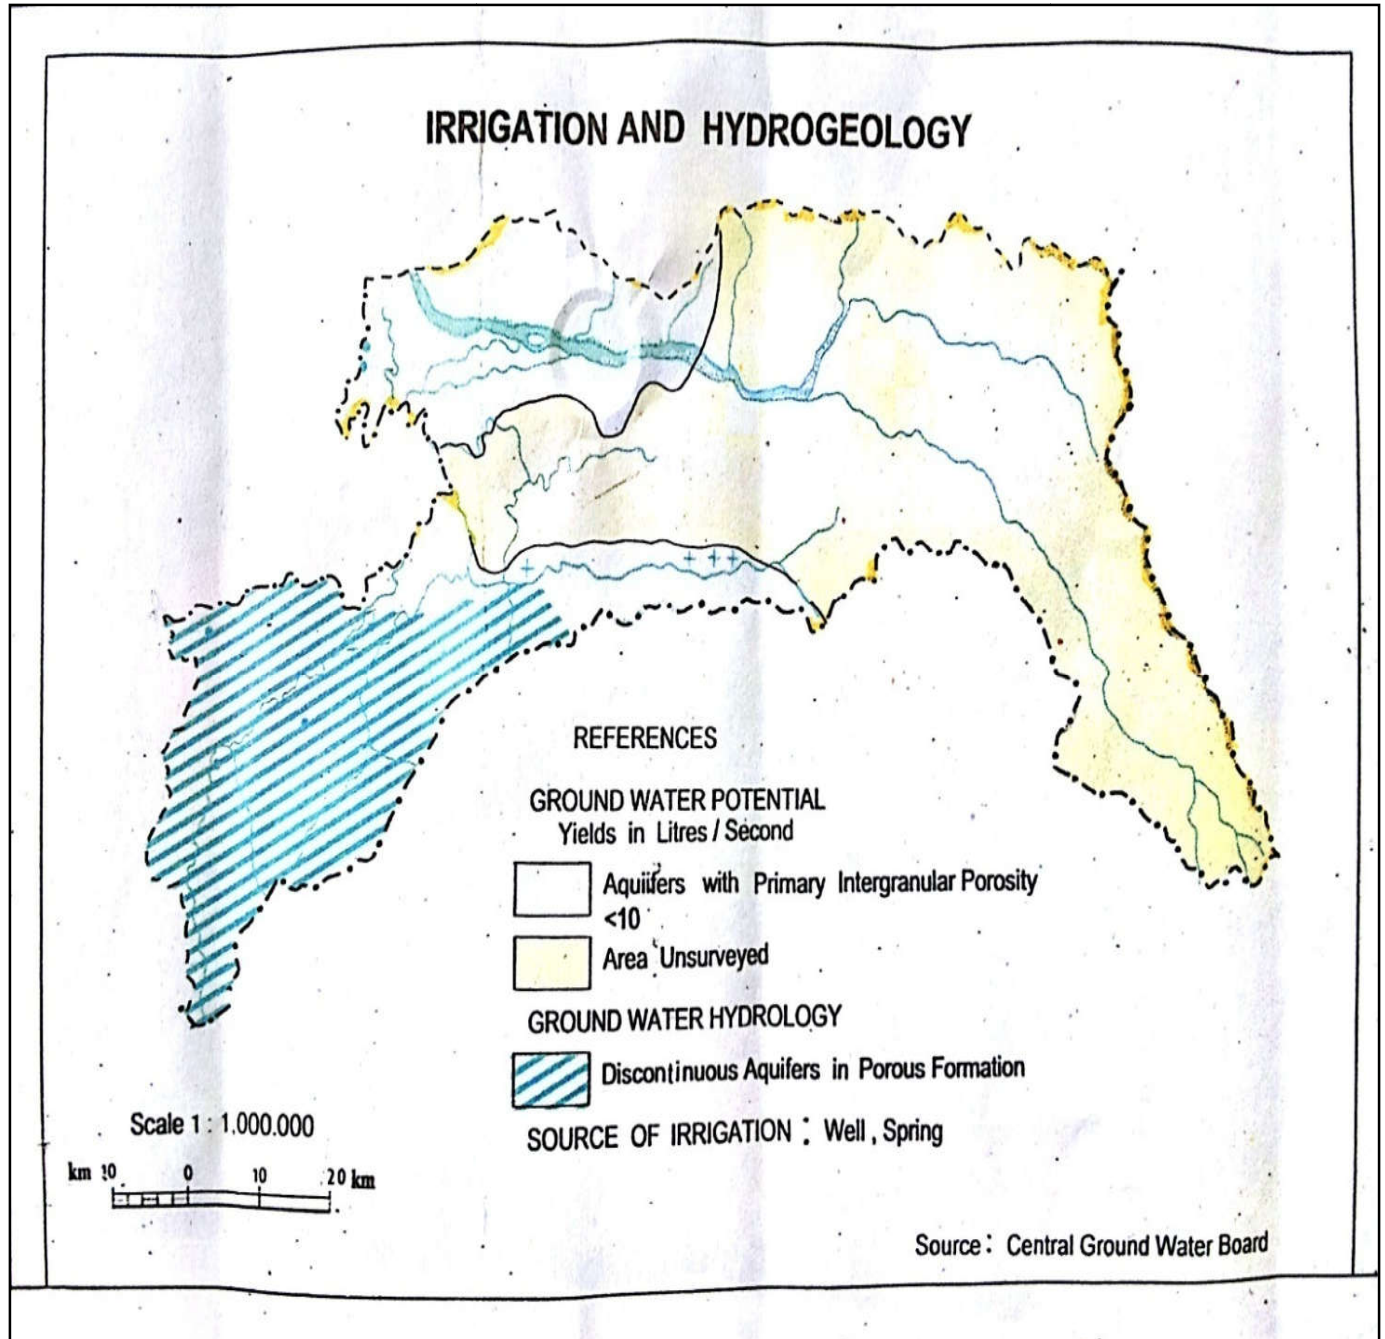 IRRIGATION AND HYDROGEOLOGY
REFERENCES
GROUND WATER POTENTIAL
Yields in Litres / Second
Aquiifers with Primary Intergranular Porosity
<10
Area Unsurveyed
GROUND WATER HYDROLOGY
Discontinuous Aquifers in Porous Formation
SOURCE OF IRRIGATION : Well , Spring
Scale 1 : 1.000.000
km 10 0 10 20 km
Source : Central Ground Water Board